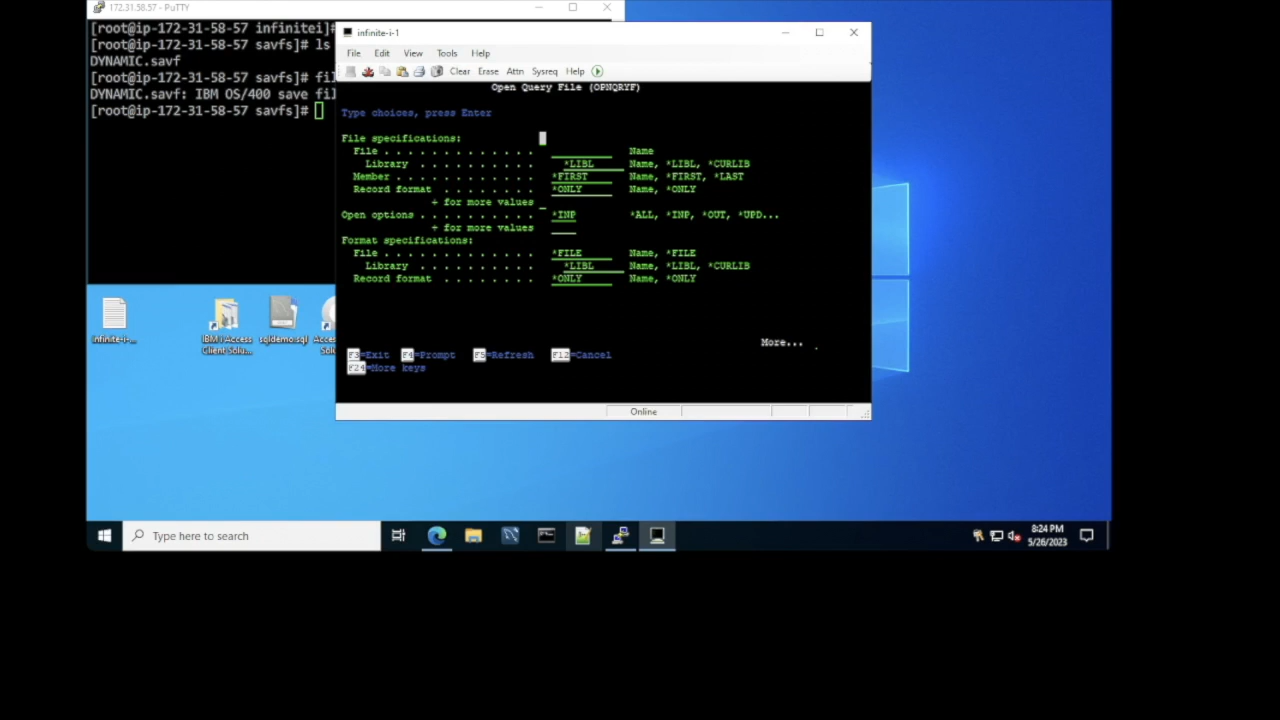 172.31.58.57 - PuTTY
[root@ip-172-31-58-57 infinitei]#
[root@ip-172-31-58-57 savfs]# ls
DYNAMIC.savf
[root@ip-172-31-58-57 savfs]# fil
DYNAMIC.savf: IBM OS/400 save fil
[root@ip-172-31-58-57 savfs]#
infinite-i-1
File Edit View Tools Help
Clear Erase Attn Sysreq Help
Open Query File (OPNQRYF)
Type choices, press Enter
File specifications:
File . . . . . . . . . . . . . Name
Library . . . . . . . . . . *LIBL Name, *LIBL, *CURLIB
Member . . . . . . . . . . . . *FIRST Name, *FIRST, *LAST
Record format . . . . . . . . *ONLY Name, *ONLY
+ for more values
Open options . . . . . . . . . . *INP *ALL, *INP, *OUT, *UPD...
+ for more values
Format specifications:
File . . . . . . . . . . . . . *FILE Name, *FILE
Library . . . . . . . . . . *LIBL Name, *LIBL, *CURLIB
Record format . . . . . . . . *ONLY Name, *ONLY
More...
F3=Exit F4=Prompt F5=Refresh F12=Cancel
F24=More keys
Online
infinite-i-...
IBM i Access Client Solu...
sqldemo.sql
Type here to search
8:24 PM
5/26/2023